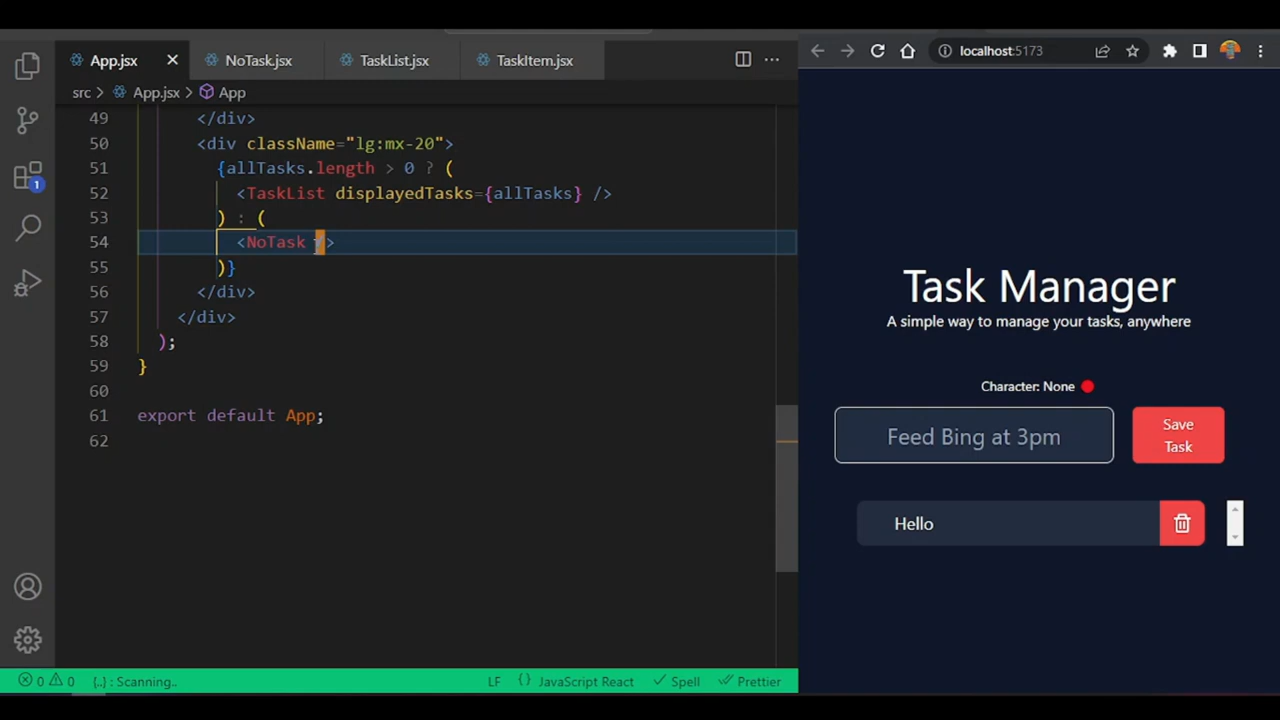 App.jsx
NoTask.jsx
TaskList.jsx
TaskItem.jsx
src > App.jsx > App
49 </div>
50 <div className="lg:mx-20">
51 {allTasks.length > 0 ? (
52 <TaskList displayedTasks={allTasks} />
53 ) : (
54 <NoTask />
55 )}
56 </div>
57 </div>
58 );
59 }
60
61 export default App;
62
1
0 0 {..} : Scanning.. LF {} JavaScript React Spell Prettier
localhost:5173
Task Manager
A simple way to manage your tasks, anywhere
Character: None
Feed Bing at 3pm
Save
Task
Hello